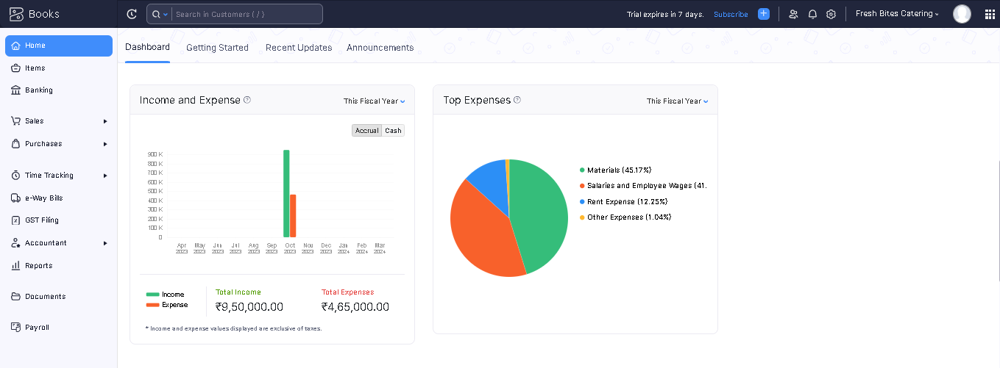 Books
Search in Customers ( / )
Trial expires in 7 days.
Subscribe
Fresh Bites Catering
Home
Items
Banking
Sales
Purchases
Time Tracking
e-Way Bills
GST Filing
Accountant
Reports
Documents
Payroll
Dashboard
Getting Started
Recent Updates
Announcements
Income and Expense
This Fiscal Year
Accrual
Cash
900 K
800 K
700 K
600 K
500 K
400 K
300 K
200 K
100 K
0
Apr 2023
May 2023
Jun 2023
Jul 2023
Aug 2023
Sep 2023
Oct 2023
Nov 2023
Dec 2023
Jan 2024
Feb 2024
Mar 2024
Income
Expense
Total Income
₹9,50,000.00
Total Expenses
₹4,65,000.00
* Income and expense values displayed are exclusive of taxes.
Top Expenses
This Fiscal Year
Materials (45.17%)
Salaries and Employee Wages (41.
Rent Expense (12.25%)
Other Expenses (1.04%)